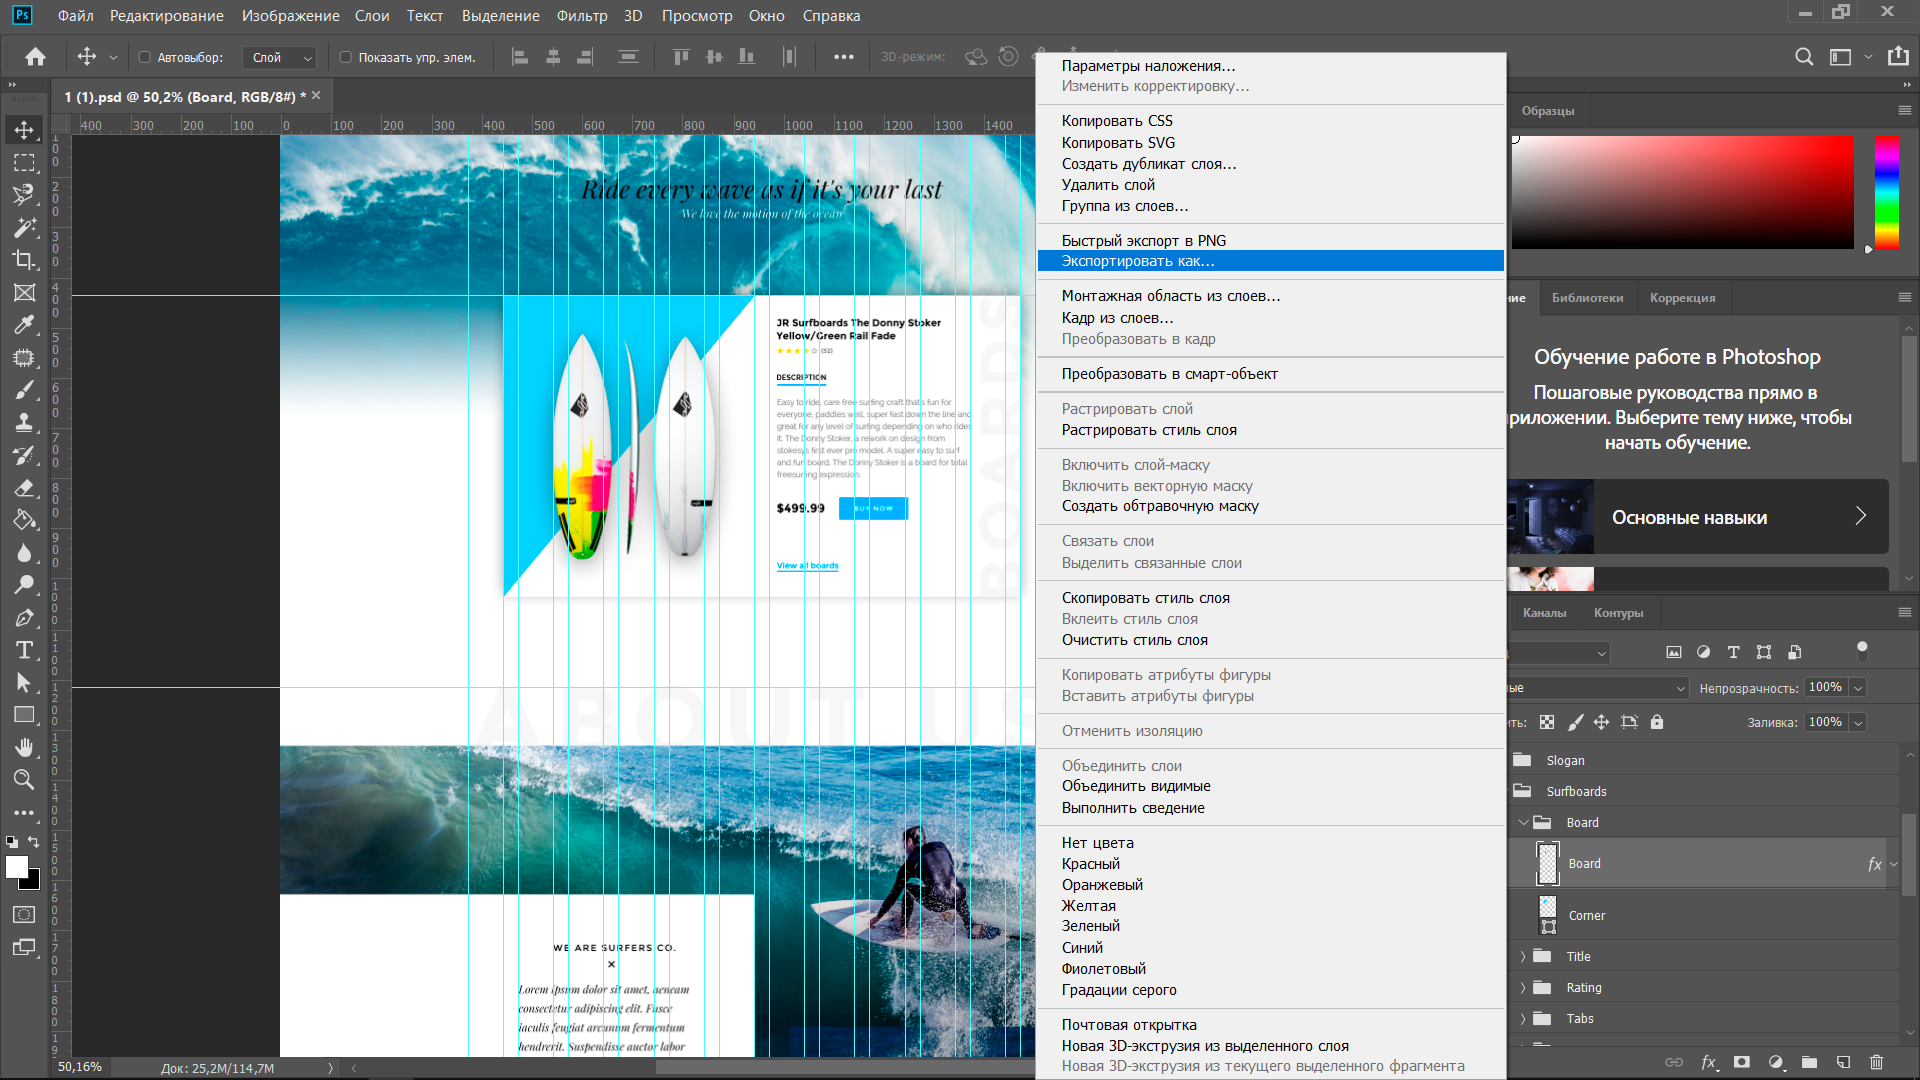 Ps
Файл Редактирование Изображение Слои Текст Выделение Фильтр 3D Просмотр Окно Справка
Автовыбор: Слой Показать упр. элем. 3D-режим:
1 (1).psd @ 50,2% (Board, RGB/8#) *
400 300 200 100 0 100 200 300 400 500 600 700 800 900 1000 1100 1200 1300 1400
Ride every wave as if it's your last
We love the motion of the ocean
JR Surfboards The Donny Stoker
Yellow/Green Rail Fade
(32)
DESCRIPTION
Easy to ride, care free surfing craft that's fun for
everyone, paddles well, super fast down the line and
great for any level of surfing depending on who rides
it. The Donny Stoker, a rework on design from
stokesys first ever pro model. A super easy to surf
and fun board. The Donny Stoker is a board for total
freesurfing expression.
$499.99 BUY NOW
View all boards
BOARDS
ABOUT US
WE ARE SURFERS CO.
Lorem ipsum dolor sit amet, aeneam
consectetur adipiscing elit. Fusce
iaculis feugiat arcumum fermentum
hendrerit. Suspendisse auctor labor
50,16% Док: 25,2M/114,7M
Параметры наложения...
Изменить корректировку...
Копировать CSS
Копировать SVG
Создать дубликат слоя...
Удалить слой
Группа из слоев...
Быстрый экспорт в PNG
Экспортировать как...
Монтажная область из слоев...
Кадр из слоев...
Преобразовать в кадр
Преобразовать в смарт-объект
Растрировать слой
Растрировать стиль слоя
Включить слой-маску
Включить векторную маску
Создать обтравочную маску
Связать слои
Выделить связанные слои
Скопировать стиль слоя
Вклеить стиль слоя
Очистить стиль слоя
Копировать атрибуты фигуры
Вставить атрибуты фигуры
Отменить изоляцию
Объединить слои
Объединить видимые
Выполнить сведение
Нет цвета
Красный
Оранжевый
Желтая
Зеленый
Синий
Фиолетовый
Градации серого
Почтовая открытка
Новая 3D-экструзия из выделенного слоя
Новая 3D-экструзия из текущего выделенного фрагмента
Образцы
ние Библиотеки Коррекция
Обучение работе в Photoshop
Пошаговые руководства прямо в
риложении. Выберите тему ниже, чтобы
начать обучение.
Основные навыки
Каналы Контуры
ые Непрозрачность: 100%
ить: Заливка: 100%
Slogan
Surfboards
Board
Board fx
Corner
Title
Rating
Tabs
fx